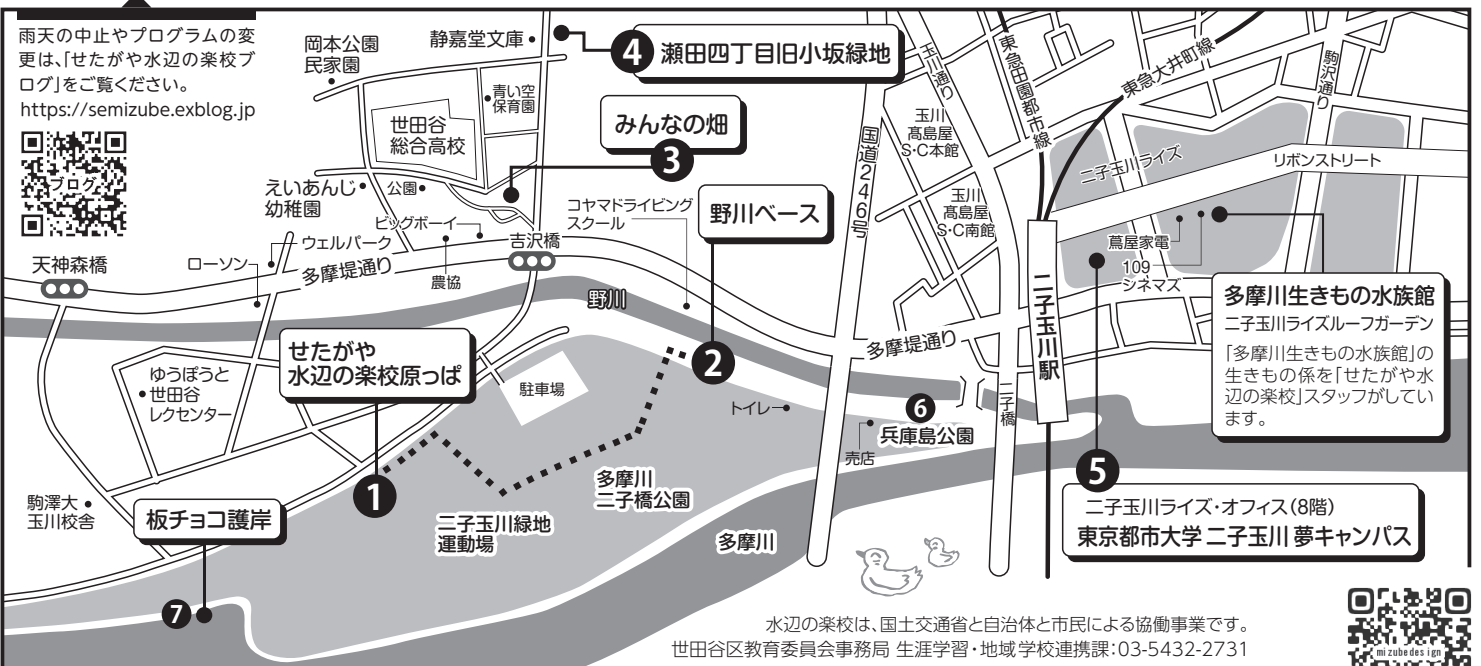 雨天の中止やプログラムの変
更は、「せたがや水辺の楽校ブ
ログ」をご覧ください。
https://semizube.exblog.jp
ブログ
岡本公園
民家園
静嘉堂文庫
4 瀬田四丁目旧小坂緑地
青い空
保育園
世田谷
総合高校
みんなの畑
3
えいあんじ
幼稚園
公園
ビッグボーイ
コヤマドライビング
スクール
野川ベース
2
国道246号
玉川通り
東急田園都市線
東急大井町線
駒沢通り
玉川
髙島屋
S・C本館
玉川
髙島屋
S・C南館
二子玉川ライズ
リボンストリート
蔦屋家電
109
シネマズ
多摩川生きもの水族館
二子玉川ライズルーフガーデン
「多摩川生きもの水族館」の
生きもの係を「せたがや水
辺の楽校」スタッフがしてい
ます。
天神森橋
ローソン
ウェルパーク
多摩堤通り
農協
吉沢橋
野川
多摩堤通り
二子玉川駅
二子橋
せたがや
水辺の楽校原っぱ
1
ゆうぽうと
世田谷
レクセンター
駐車場
トイレ
6
兵庫島公園
売店
5
二子玉川ライズ・オフィス(8階)
東京都市大学 二子玉川 夢キャンパス
駒澤大
玉川校舎
板チョコ護岸
7
二子玉川緑地
運動場
多摩川
二子橋公園
多摩川
水辺の楽校は、国土交通省と自治体と市民による協働事業です。
世田谷区教育委員会事務局 生涯学習・地域学校連携課:03-5432-2731
mizubedesign